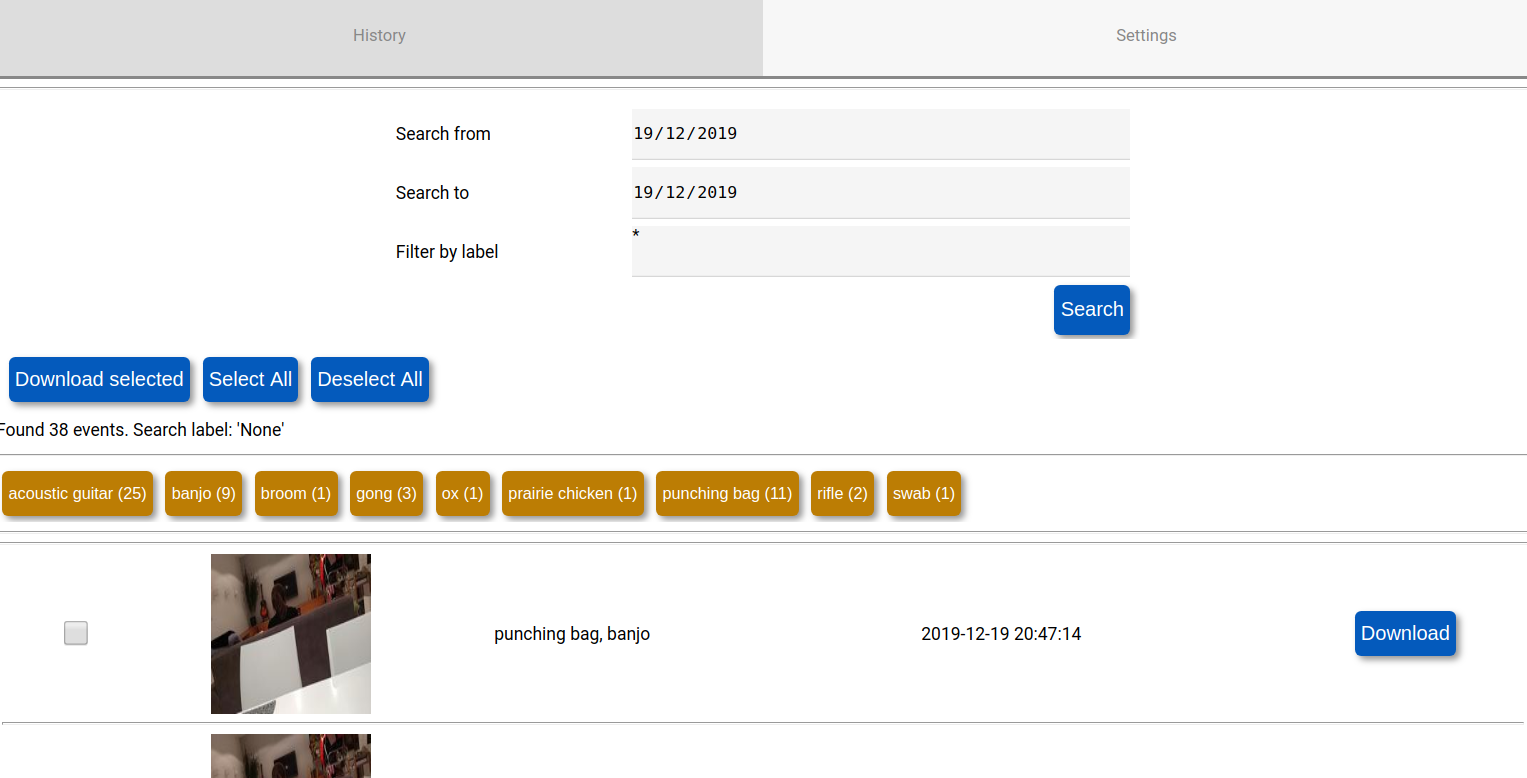 History Settings
Search from 19/12/2019
Search to 19/12/2019
Filter by label *
Search
Download selected Select All Deselect All
Found 38 events. Search label: 'None'
acoustic guitar (25) banjo (9) broom (1) gong (3) ox (1) prairie chicken (1) punching bag (11) rifle (2) swab (1)
punching bag, banjo 2019-12-19 20:47:14 Download